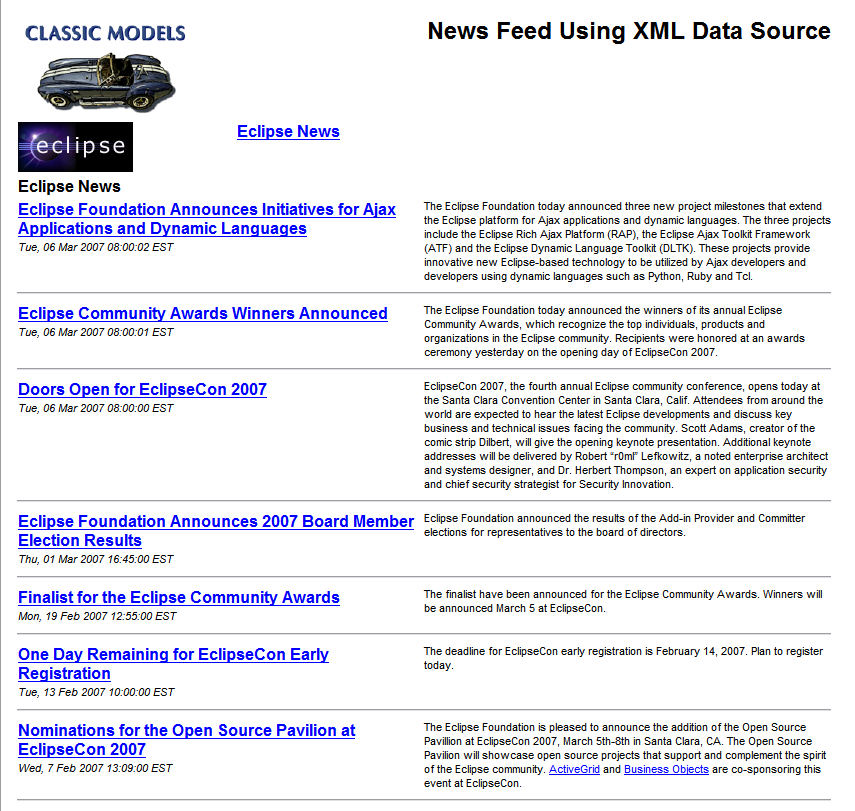 CLASSIC MODELS
News Feed Using XML Data Source
eclipse
Eclipse News
Eclipse News
Eclipse Foundation Announces Initiatives for Ajax
Applications and Dynamic Languages
Tue, 06 Mar 2007 08:00:02 EST
The Eclipse Foundation today announced three new project milestones that extend
the Eclipse platform for Ajax applications and dynamic languages. The three projects
include the Eclipse Rich Ajax Platform (RAP), the Eclipse Ajax Toolkit Framework
(ATF) and the Eclipse Dynamic Language Toolkit (DLTK). These projects provide
innovative new Eclipse-based technology to be utilized by Ajax developers and
developers using dynamic languages such as Python, Ruby and Tcl.
Eclipse Community Awards Winners Announced
Tue, 06 Mar 2007 08:00:01 EST
The Eclipse Foundation today announced the winners of its annual Eclipse
Community Awards, which recognize the top individuals, products and
organizations in the Eclipse community. Recipients were honored at an awards
ceremony yesterday on the opening day of EclipseCon 2007.
Doors Open for EclipseCon 2007
Tue, 06 Mar 2007 08:00:00 EST
EclipseCon 2007, the fourth annual Eclipse community conference, opens today at
the Santa Clara Convention Center in Santa Clara, Calif. Attendees from around the
world are expected to hear the latest Eclipse developments and discuss key
business and technical issues facing the community. Scott Adams, creator of the
comic strip Dilbert, will give the opening keynote presentation. Additional keynote
addresses will be delivered by Robert “r0ml” Lefkowitz, a noted enterprise architect
and systems designer, and Dr. Herbert Thompson, an expert on application security
and chief security strategist for Security Innovation.
Eclipse Foundation Announces 2007 Board Member
Election Results
Thu, 01 Mar 2007 16:45:00 EST
Eclipse Foundation announced the results of the Add-in Provider and Committer
elections for representatives to the board of directors.
Finalist for the Eclipse Community Awards
Mon, 19 Feb 2007 12:55:00 EST
The finalist have been announced for the Eclipse Community Awards. Winners will
be announced March 5 at EclipseCon.
One Day Remaining for EclipseCon Early
Registration
Tue, 13 Feb 2007 10:00:00 EST
The deadline for EclipseCon early registration is February 14, 2007. Plan to register
today.
Nominations for the Open Source Pavilion at
EclipseCon 2007
Wed, 7 Feb 2007 13:09:00 EST
The Eclipse Foundation is pleased to announce the addition of the Open Source
Pavillion at EclipseCon 2007, March 5th-8th in Santa Clara, CA. The Open Source
Pavilion will showcase open source projects that support and complement the spirit
of the Eclipse community. ActiveGrid and Business Objects are co-sponsoring this
event at EclipseCon.